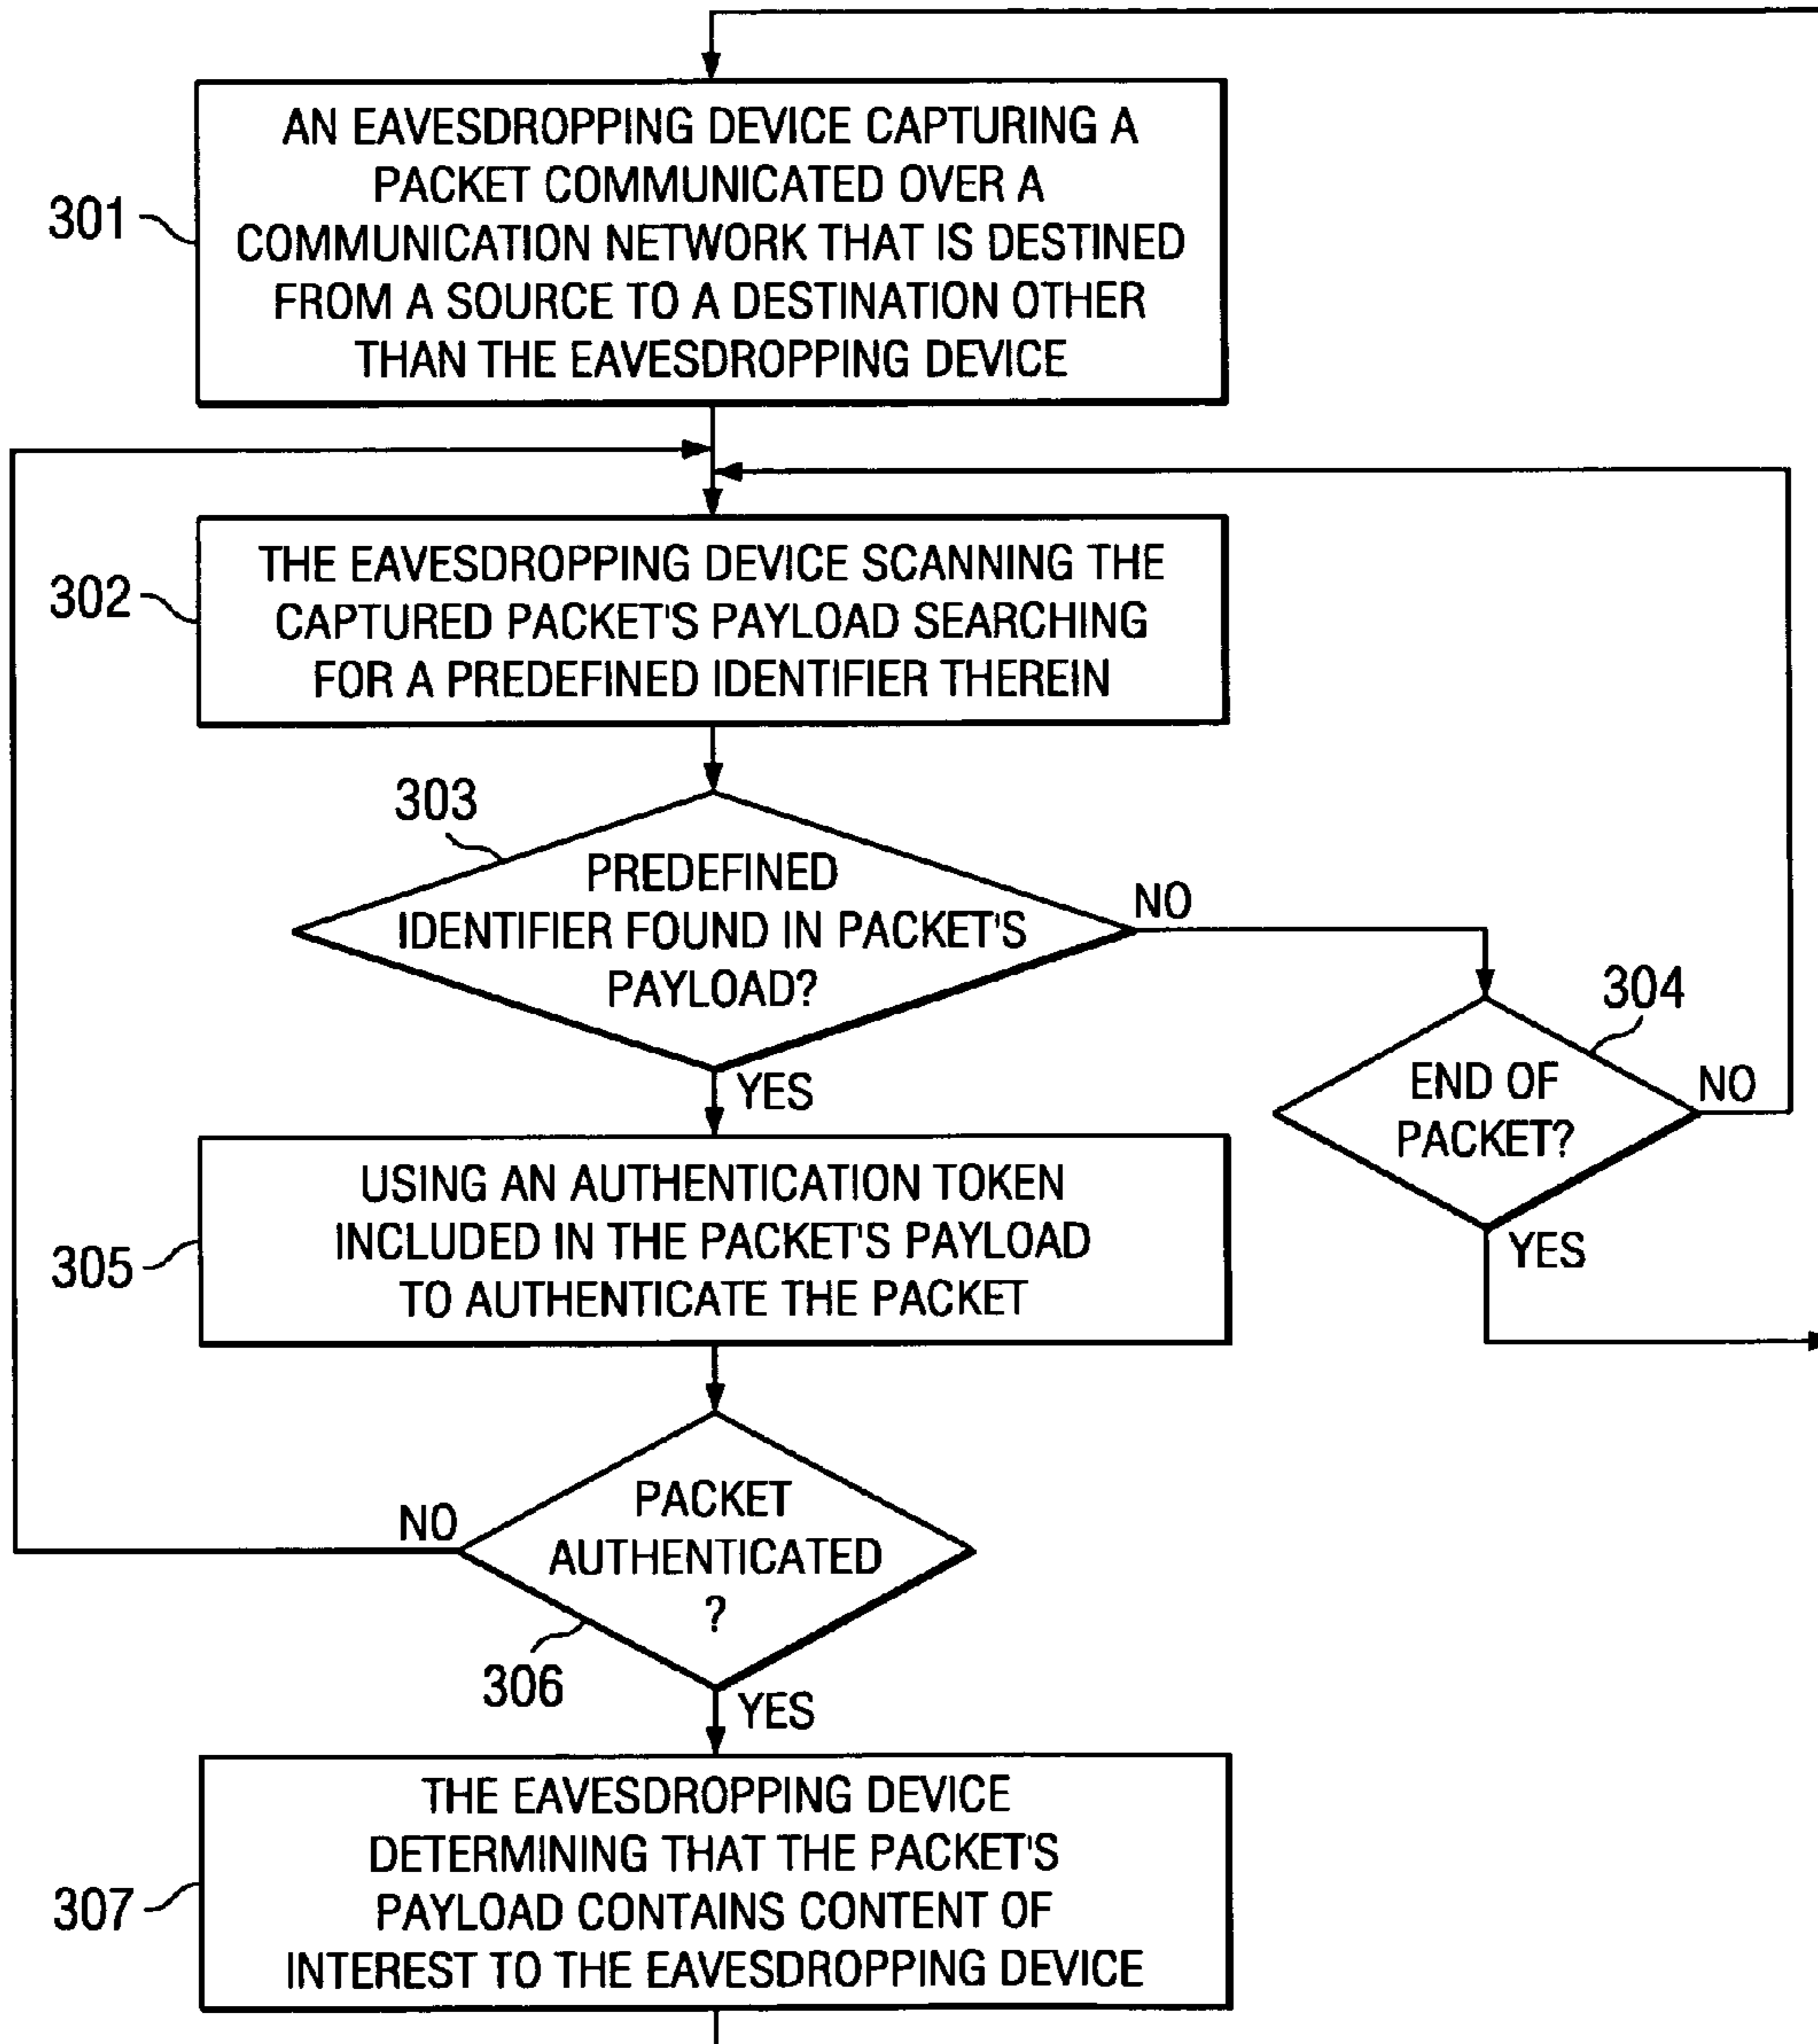 301
AN EAVESDROPPING DEVICE CAPTURING A
PACKET COMMUNICATED OVER A
COMMUNICATION NETWORK THAT IS DESTINED
FROM A SOURCE TO A DESTINATION OTHER
THAN THE EAVESDROPPING DEVICE
302
THE EAVESDROPPING DEVICE SCANNING THE
CAPTURED PACKET'S PAYLOAD SEARCHING
FOR A PREDEFINED IDENTIFIER THEREIN
303
PREDEFINED
IDENTIFIER FOUND IN PACKET'S
PAYLOAD?
NO
YES
304
END OF
PACKET?
NO
YES
305
USING AN AUTHENTICATION TOKEN
INCLUDED IN THE PACKET'S PAYLOAD
TO AUTHENTICATE THE PACKET
PACKET
AUTHENTICATED
?
NO
306
YES
307
THE EAVESDROPPING DEVICE
DETERMINING THAT THE PACKET'S
PAYLOAD CONTAINS CONTENT OF
INTEREST TO THE EAVESDROPPING DEVICE